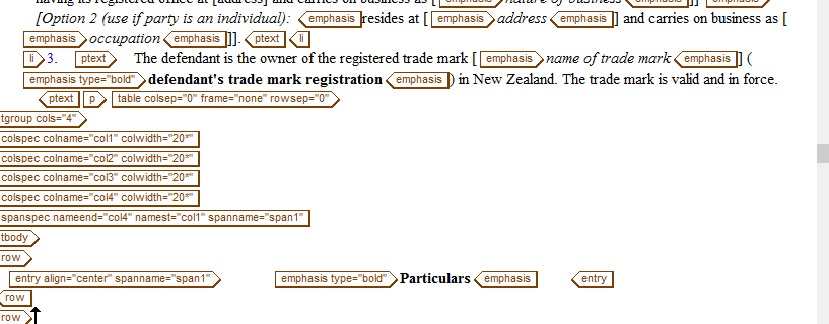 having its registered office at [address] and carries on business as [ emphasis nature of business emphasis ]] emphasis
[Option 2 (use if party is an individual): emphasis resides at [ emphasis address emphasis ] and carries on business as [
emphasis occupation emphasis ]]. ptext li
li 3. ptext The defendant is the owner of the registered trade mark [ emphasis name of trade mark emphasis ] (
emphasis type="bold" defendant's trade mark registration emphasis ) in New Zealand. The trade mark is valid and in force.
ptext p table colsep="0" frame="none" rowsep="0"
tgroup cols="4"
colspec colname="col1" colwidth="20*"
colspec colname="col2" colwidth="20*"
colspec colname="col3" colwidth="20*"
colspec colname="col4" colwidth="20*"
spanspec nameend="col4" namest="col1" spanname="span1"
tbody
row
entry align="center" spanname="span1" emphasis type="bold" Particulars emphasis entry
row
row